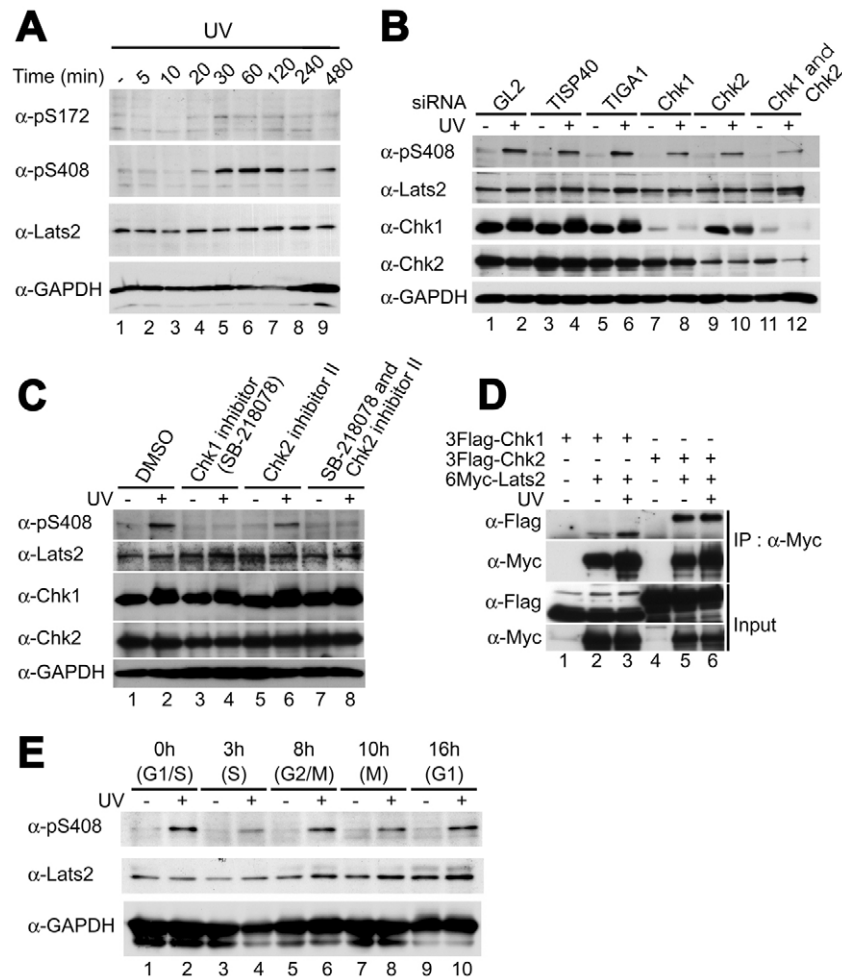 A
UV
Time (min) - 5 10 20 30 60 120 240 480
α-pS172
α-pS408
α-Lats2
α-GAPDH
1 2 3 4 5 6 7 8 9
B
siRNA GL2 TISP40 TIGA1 Chk1 Chk2 Chk1 and Chk2
UV - + - + - + - + - + - +
α-pS408
α-Lats2
α-Chk1
α-Chk2
α-GAPDH
1 2 3 4 5 6 7 8 9 10 11 12
C
DMSO
Chk1 inhibitor
(SB-218078)
Chk2 inhibitor II
SB-218078 and
Chk2 inhibitor II
UV - + - + - + - +
α-pS408
α-Lats2
α-Chk1
α-Chk2
α-GAPDH
1 2 3 4 5 6 7 8
D
3Flag-Chk1 + + + - - -
3Flag-Chk2 - - - + + +
6Myc-Lats2 - + + - + +
UV - - + - - +
α-Flag
α-Myc
IP : α-Myc
α-Flag
α-Myc
Input
1 2 3 4 5 6
E
0h 3h 8h 10h 16h
(G1/S) (S) (G2/M) (M) (G1)
UV - + - + - + - + - +
α-pS408
α-Lats2
α-GAPDH
1 2 3 4 5 6 7 8 9 10